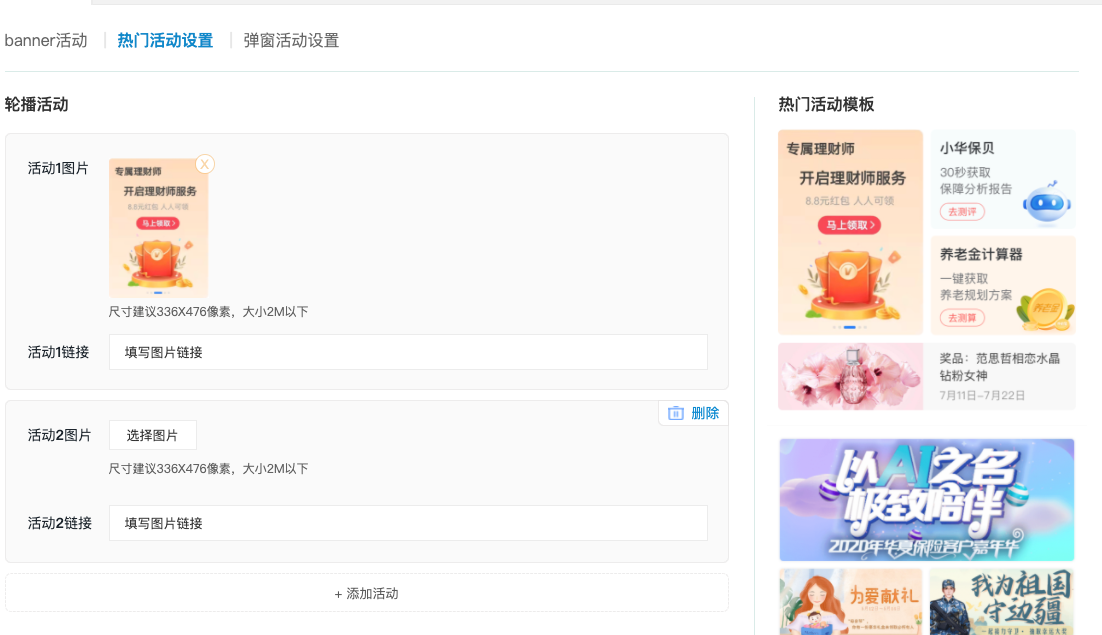 banner活动
热门活动设置
弹窗活动设置
轮播活动
活动1图片
X
专属理财师
开启理财师服务
8.8元红包 人人可领
马上领取>
尺寸建议336X476像素，大小2M以下
活动1链接
填写图片链接
删除
活动2图片
选择图片
尺寸建议336X476像素，大小2M以下
活动2链接
填写图片链接
+ 添加活动
热门活动模板
专属理财师
开启理财师服务
8.8元红包 人人可领
马上领取>
小华保贝
30秒获取
保障分析报告
去测评
养老金计算器
一键获取
养老规划方案
去测算
养老金
奖品：范思哲相恋水晶
钻粉女神
7月11日-7月22日
以AI之名
极致陪伴
2020年华夏保险客户嘉年华
为爱献礼
我为祖国
守边疆